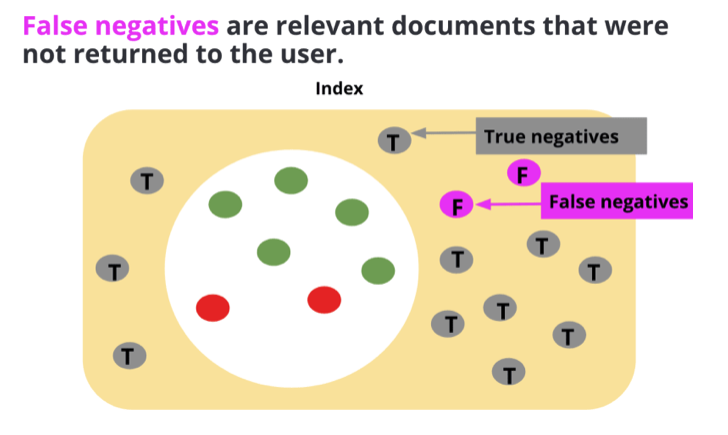 False negatives are relevant documents that were
not returned to the user.
Index
T
True negatives
T
F
F
False negatives
T
T
T
T
T
T
T
T
T
T